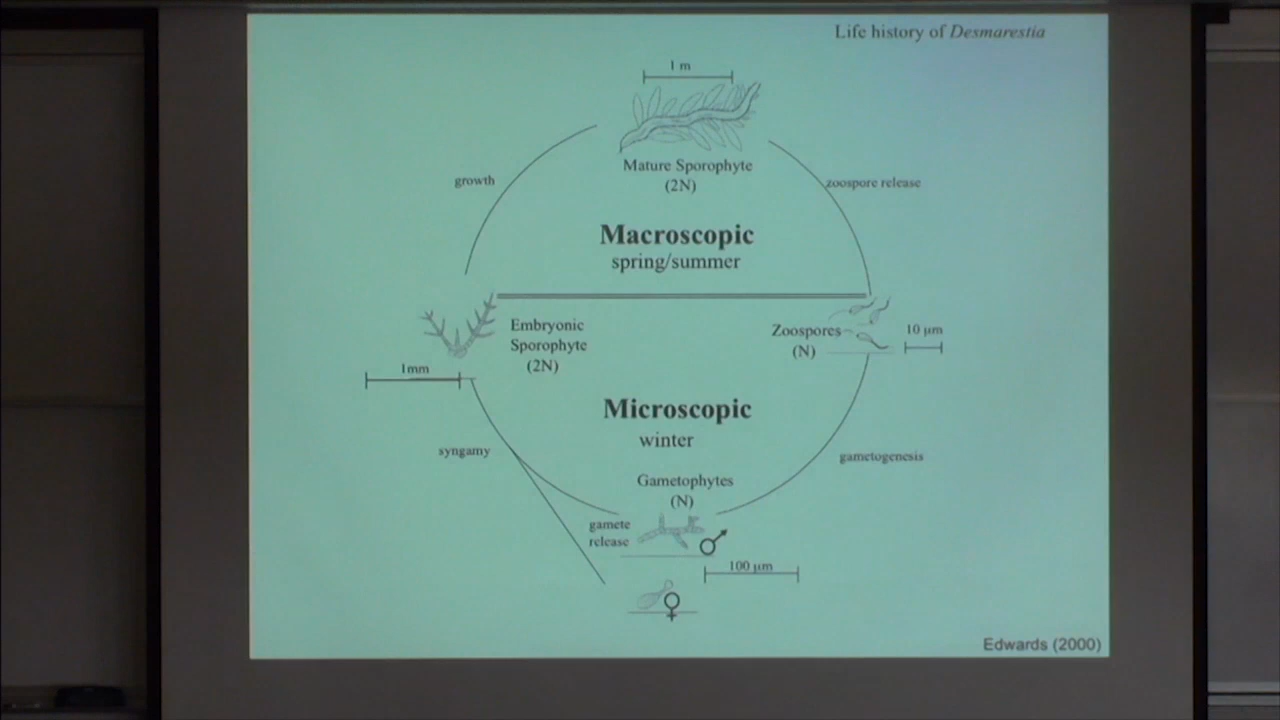 Life history of Desmarestia
1 m
Mature Sporophyte
(2N)
growth
zoospore release
Macroscopic
spring/summer
Embryonic
Sporophyte
(2N)
Zoospores
(N)
10 µm
1mm
Microscopic
winter
syngamy
gametogenesis
Gametophytes
(N)
gamete
release
100 µm
Edwards (2000)